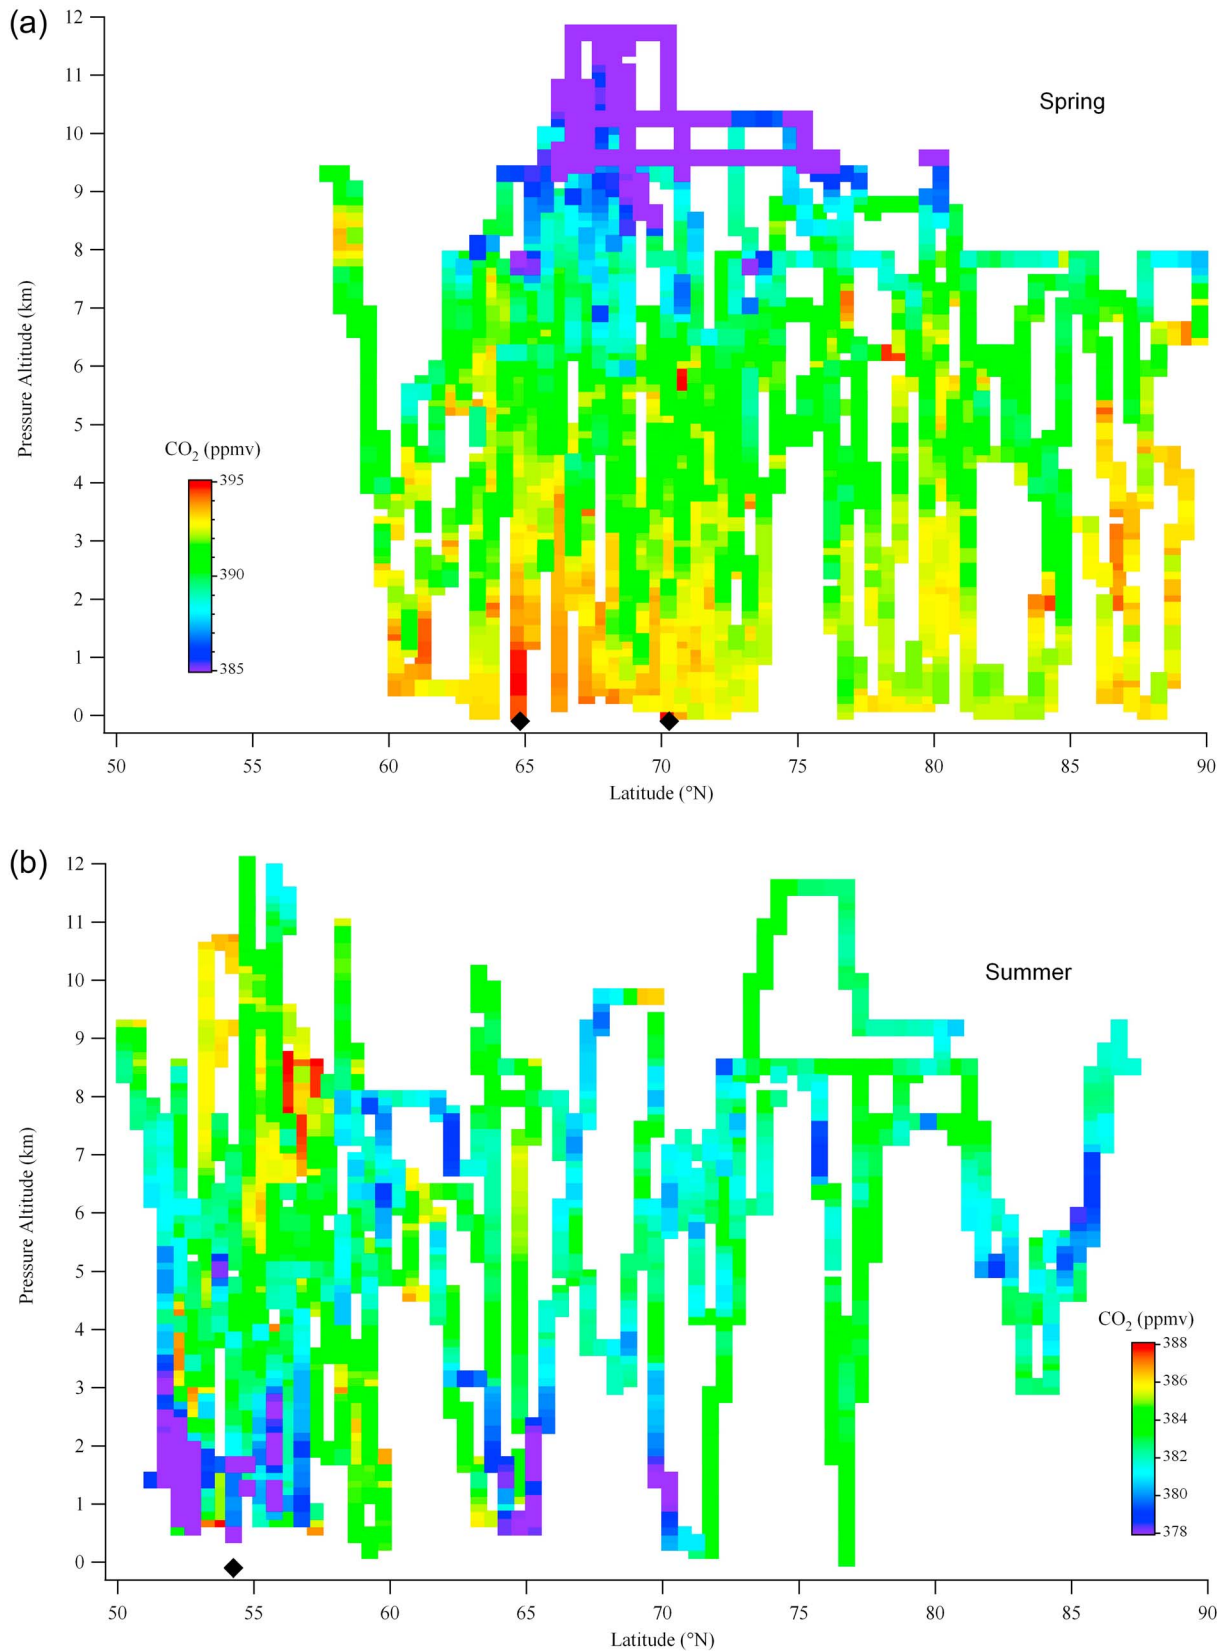 (a)
12
11
Spring
10
9
8
7
6
5
CO₂ (ppmv)
4
395
3
390
2
1
385
0
Pressure Altitude (km)
50 55 60 65 70 75 80 85 90
Latitude (°N)
(b)
12
11
Summer
10
9
8
7
6
5
CO₂ (ppmv)
4
388
3
386
384
2
382
1
380
378
0
Pressure Altitude (km)
50 55 60 65 70 75 80 85 90
Latitude (°N)